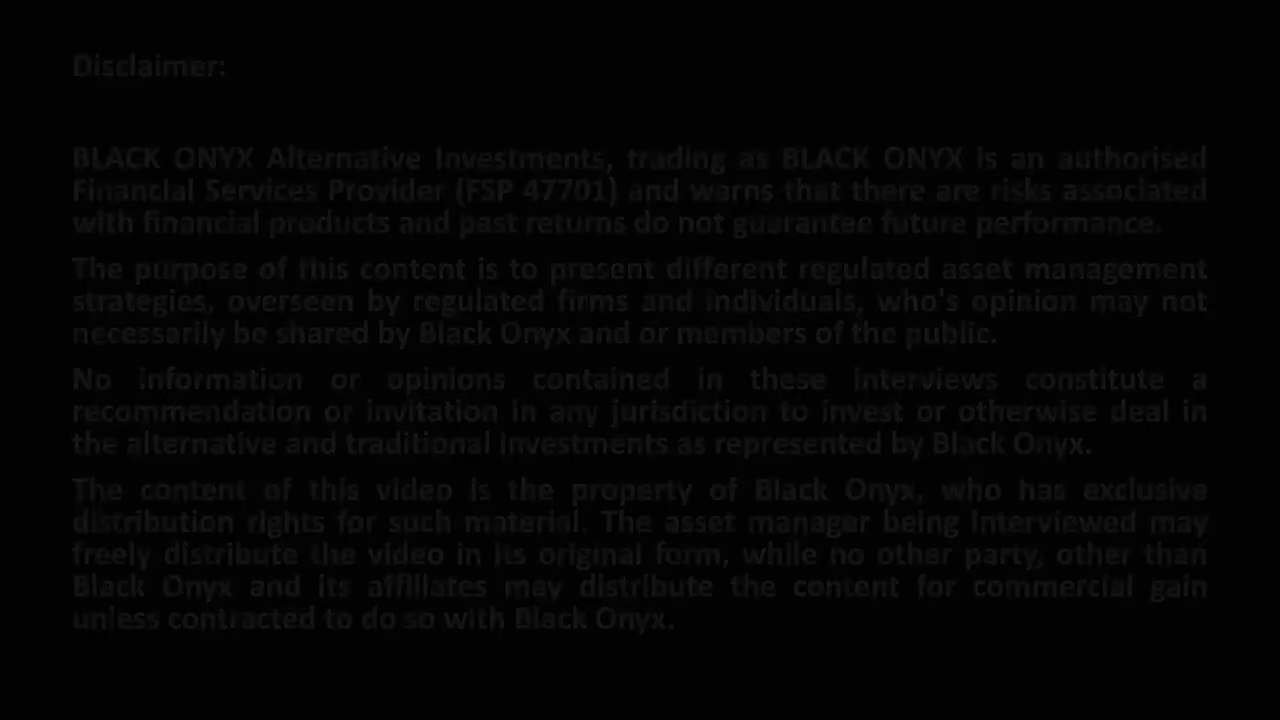 Disclaimer:
BLACK ONYX Alternative Investments, trading as BLACK ONYX is an authorised
Financial Services Provider (FSP 47701) and warns that there are risks associated
with financial products and past returns do not guarantee future performance.
The purpose of this content is to present different regulated asset management
strategies, overseen by regulated firms and individuals, who's opinion may not
necessarily be shared by Black Onyx and or members of the public.
No information or opinions contained in these interviews constitute a
recommendation or invitation in any jurisdiction to invest or otherwise deal in
the alternative and traditional investments as represented by Black Onyx.
The content of this video is the property of Black Onyx, who has exclusive
distribution rights for such material. The asset manager being interviewed may
freely distribute the video in its original form, while no other party, other than
Black Onyx and its affiliates may distribute the content for commercial gain
unless contracted to do so with Black Onyx.